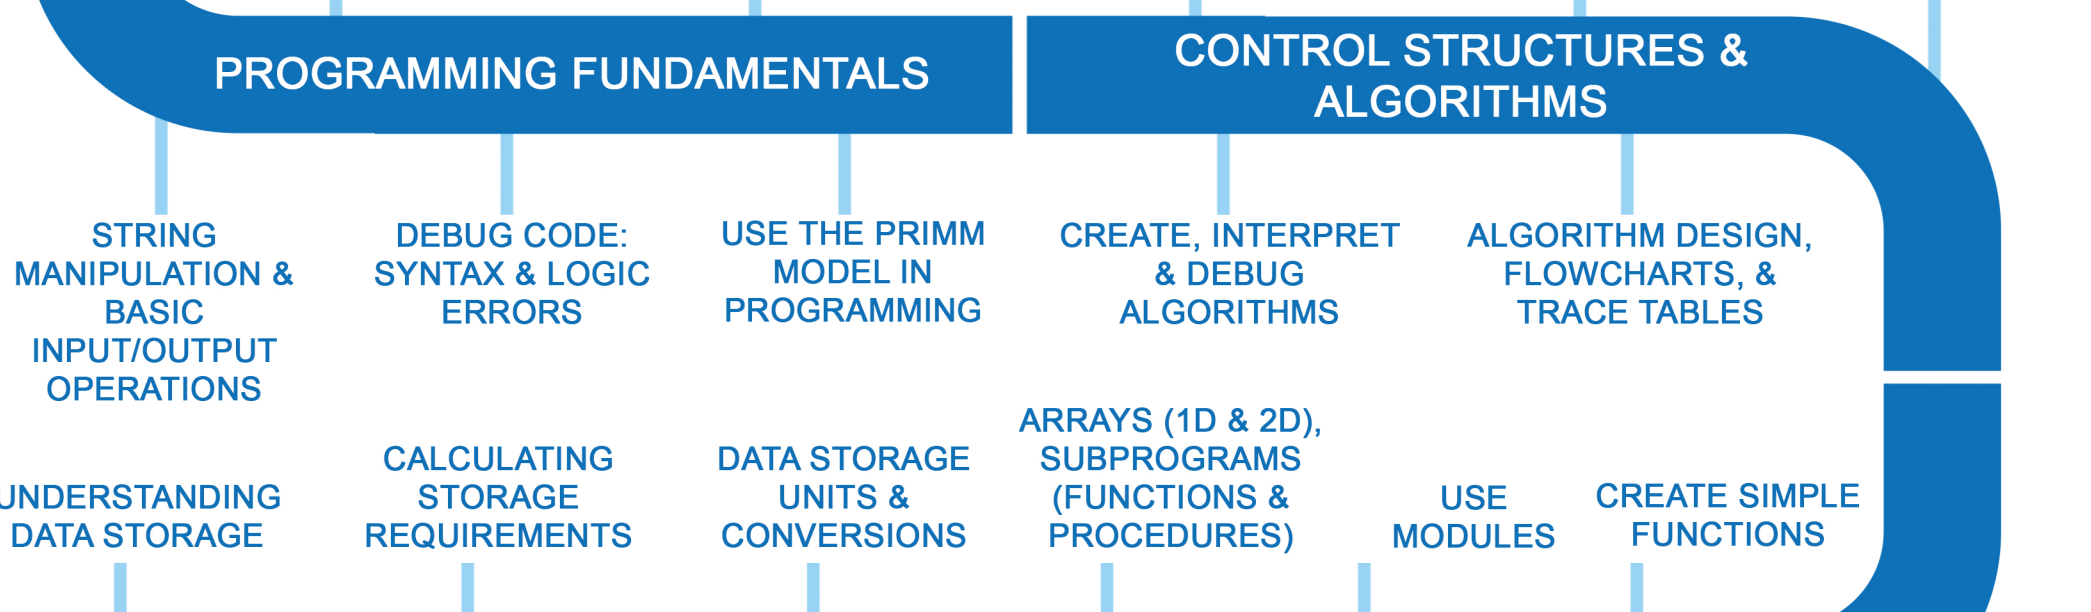 PROGRAMMING FUNDAMENTALS
CONTROL STRUCTURES &
ALGORITHMS
STRING
MANIPULATION &
BASIC
INPUT/OUTPUT
OPERATIONS
DEBUG CODE:
SYNTAX & LOGIC
ERRORS
USE THE PRIMM
MODEL IN
PROGRAMMING
CREATE, INTERPRET
& DEBUG
ALGORITHMS
ALGORITHM DESIGN,
FLOWCHARTS, &
TRACE TABLES
UNDERSTANDING
DATA STORAGE
CALCULATING
STORAGE
REQUIREMENTS
DATA STORAGE
UNITS &
CONVERSIONS
ARRAYS (1D & 2D),
SUBPROGRAMS
(FUNCTIONS &
PROCEDURES)
USE
MODULES
CREATE SIMPLE
FUNCTIONS